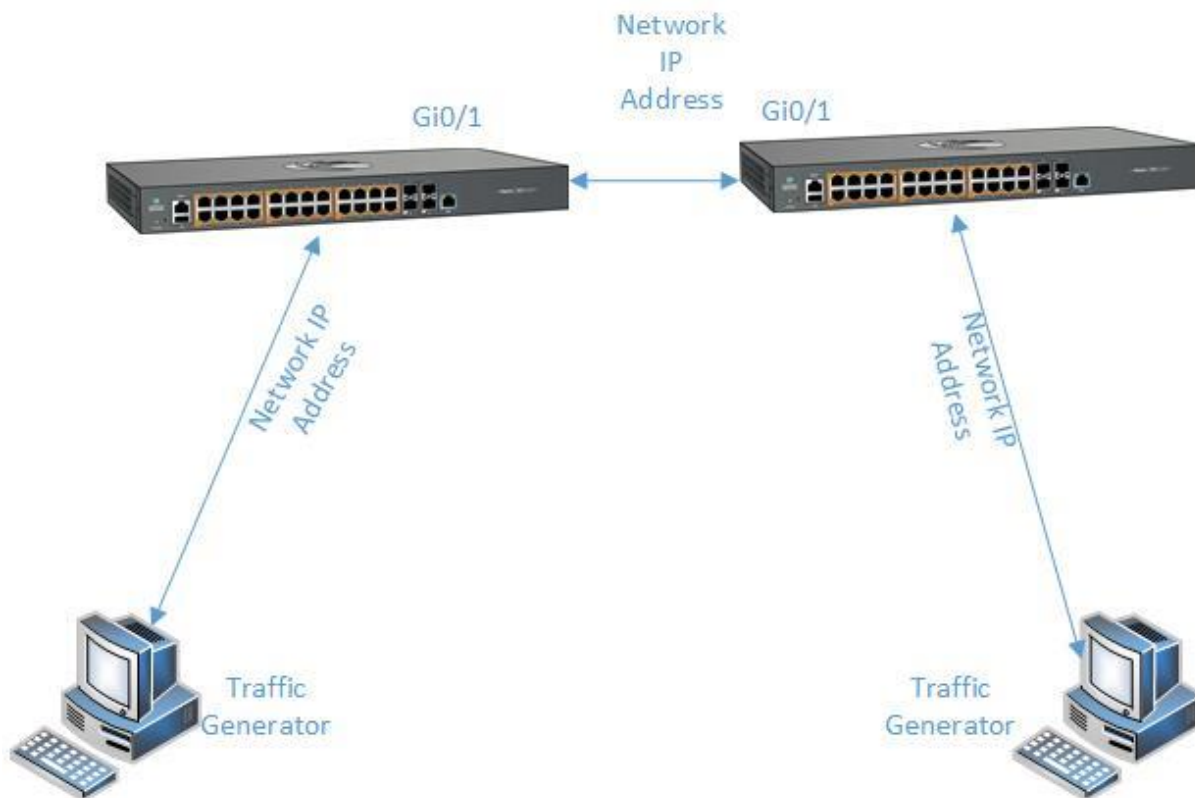 Network
IP
Address
Gi0/1
Gi0/1
Network IP
Address
Network IP
Address
Traffic
Generator
Traffic
Generator